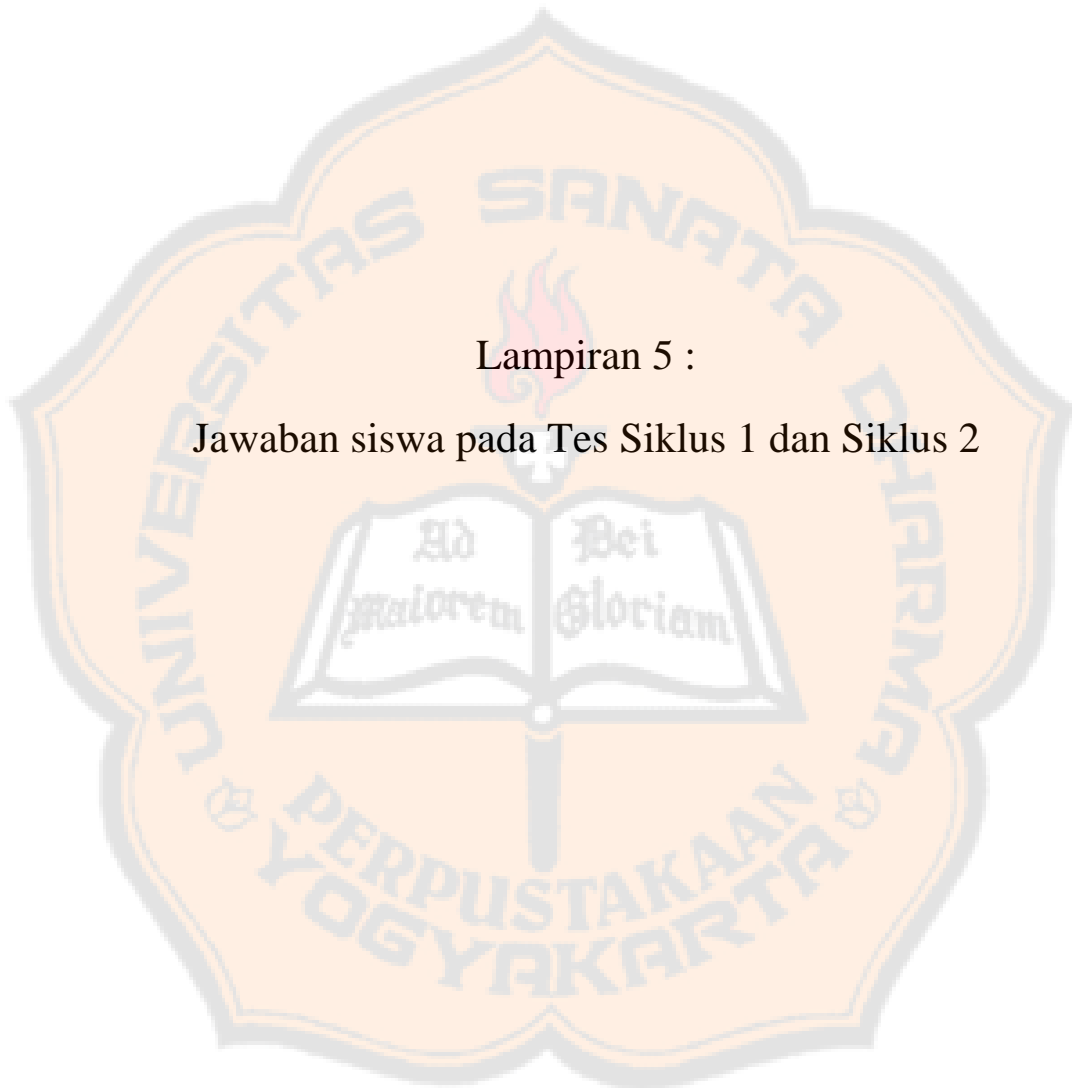 UNIVERSITAS SANATA DHARMA
Lampiran 5 :
Jawaban siswa pada Tes Siklus 1 dan Siklus 2
Ad Dei
maiorem Gloriam
PERPUSTAKAAN
YOGYAKARTA